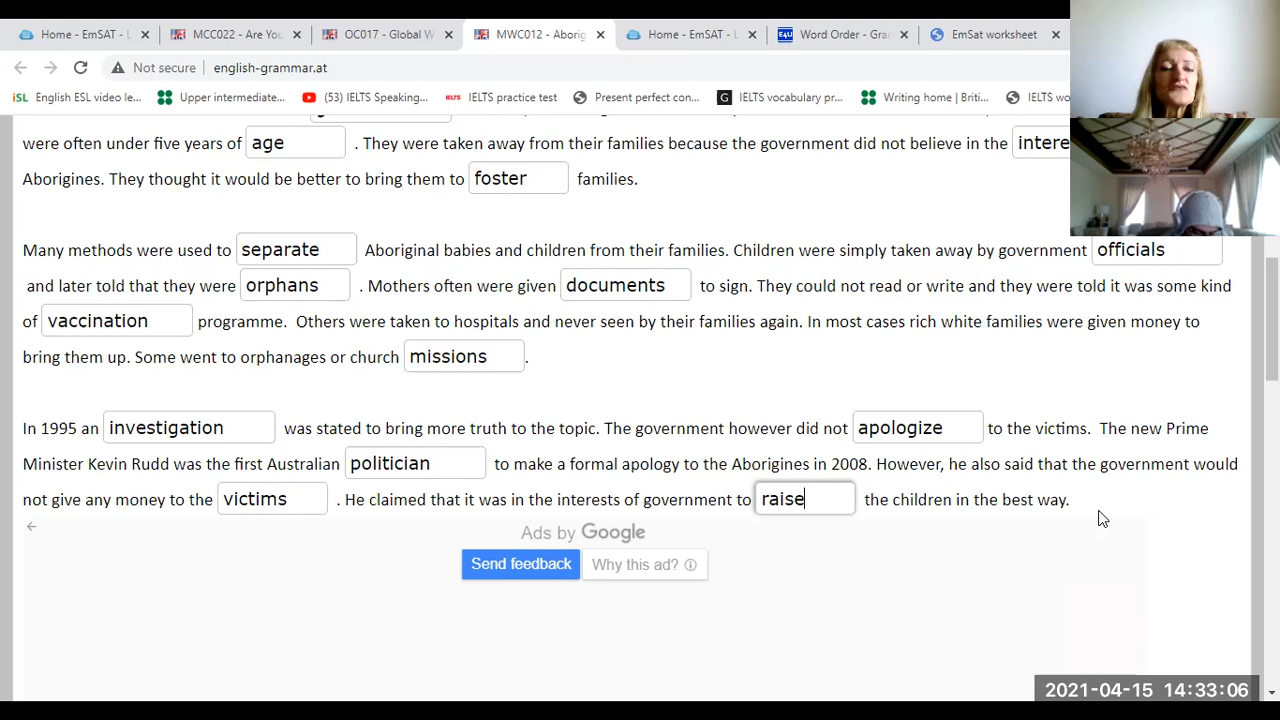 Home - EmSAT - L MCC022 - Are You OC017 - Global W MWC012 - Aborig Home - EmSAT - L Word Order - Gra EmSat worksheet
Not secure english-grammar.at
English ESL video le... Upper intermediate... (53) IELTS Speaking... IELTS IELTS practice test Present perfect con... IELTS vocabulary pr... Writing home | Briti... IELTS wo
were often under five years of age . They were taken away from their families because the government did not believe in the intere
Aborigines. They thought it would be better to bring them to foster families.
Many methods were used to separate Aboriginal babies and children from their families. Children were simply taken away by government officials
and later told that they were orphans . Mothers often were given documents to sign. They could not read or write and they were told it was some kind
of vaccination programme. Others were taken to hospitals and never seen by their families again. In most cases rich white families were given money to
bring them up. Some went to orphanages or church missions .
In 1995 an investigation was stated to bring more truth to the topic. The government however did not apologize to the victims. The new Prime
Minister Kevin Rudd was the first Australian politician to make a formal apology to the Aborigines in 2008. However, he also said that the government would
not give any money to the victims . He claimed that it was in the interests of government to raise the children in the best way.
Ads by Google
Send feedback Why this ad?
2021-04-15 14:33:06